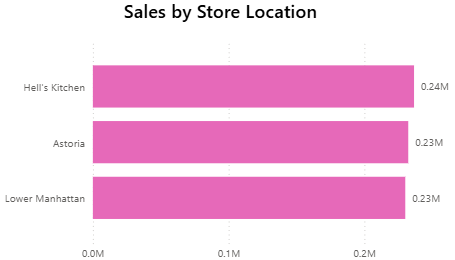 Sales by Store Location
Hell's Kitchen 0.24M
Astoria 0.23M
Lower Manhattan 0.23M
0.0M 0.1M 0.2M